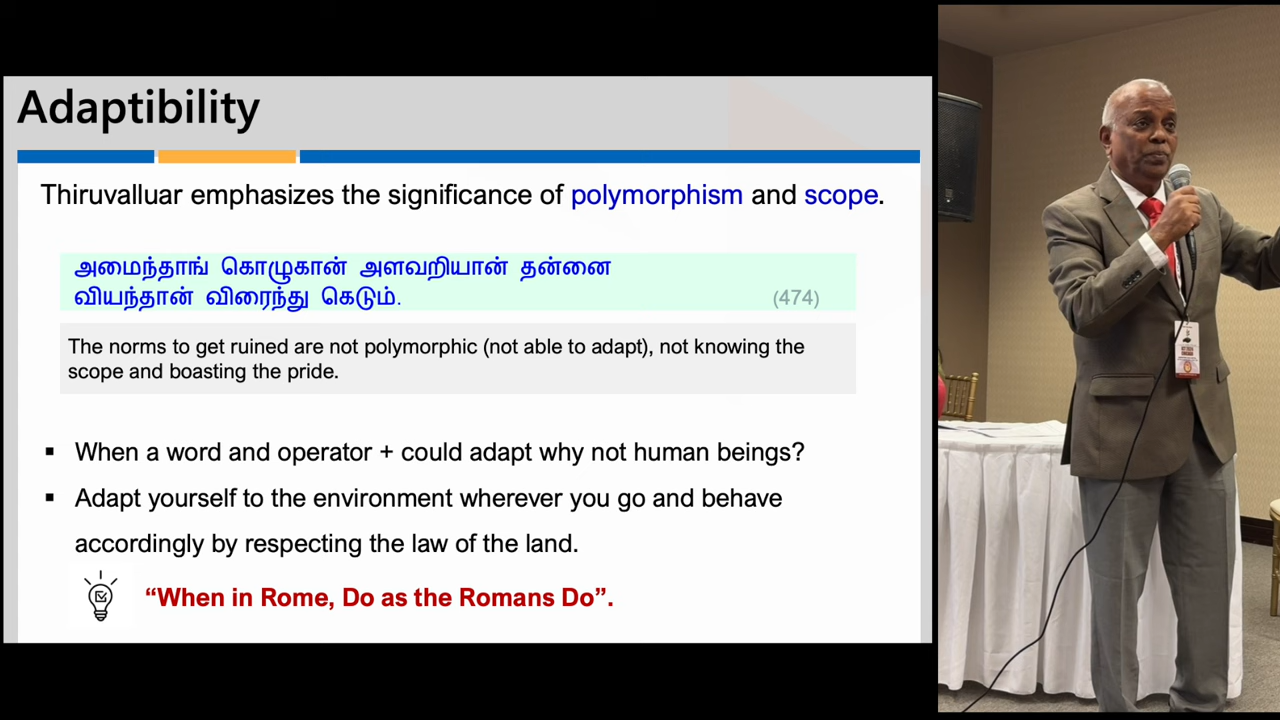 Adaptibility
Thiruvalluar emphasizes the significance of polymorphism and scope.
அமைந்தாங் கொழுகான் அளவறியான் தன்னை
வியந்தான் விரைந்து கெடும்.
(474)
The norms to get ruined are not polymorphic (not able to adapt), not knowing the
scope and boasting the pride.
▪ When a word and operator + could adapt why not human beings?
▪ Adapt yourself to the environment wherever you go and behave
accordingly by respecting the law of the land.
“When in Rome, Do as the Romans Do”.